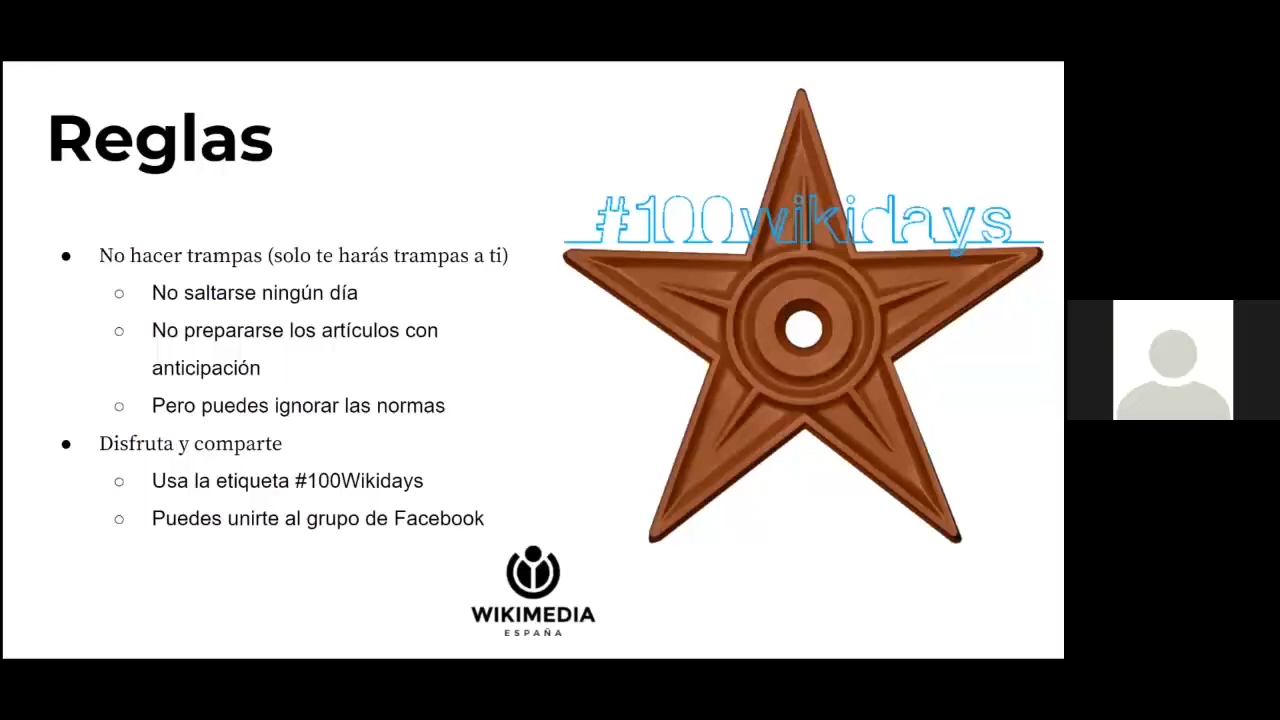 Reglas
#100wikidays
● No hacer trampas (solo te harás trampas a ti)
○ No saltarse ningún día
○ No prepararse los artículos con
anticipación
○ Pero puedes ignorar las normas
● Disfruta y comparte
○ Usa la etiqueta #100Wikidays
○ Puedes unirte al grupo de Facebook
WIKIMEDIA
ESPAÑA